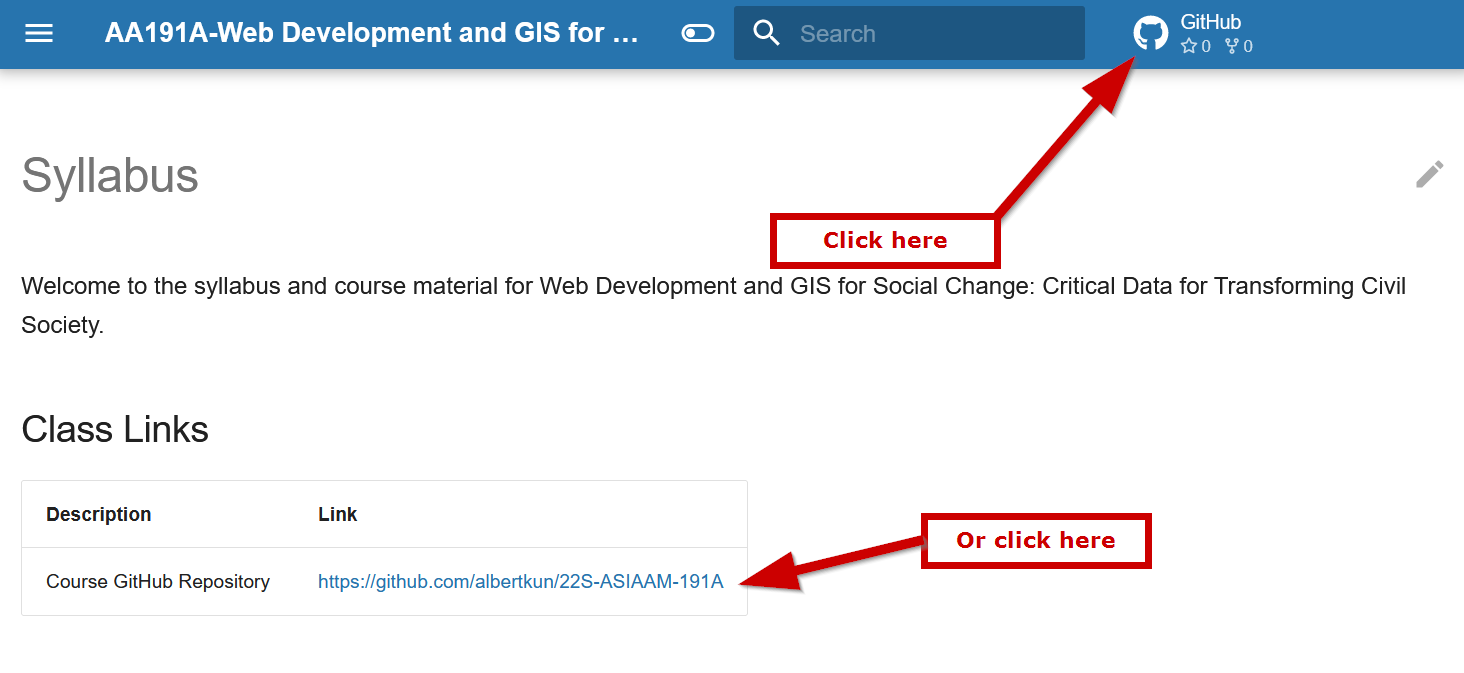 AA191A-Web Development and GIS for ...
Search
GitHub
0 0
Syllabus
Click here
Welcome to the syllabus and course material for Web Development and GIS for Social Change: Critical Data for Transforming Civil
Society.
Class Links
Description Link
Or click here
Course GitHub Repository https://github.com/albertkun/22S-ASIAAM-191A